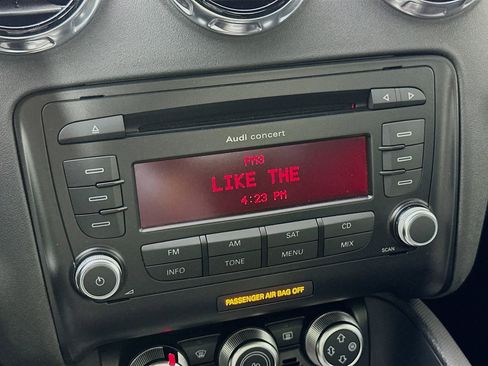 Audi concert
FM3
LIKE THE
4:23 PM
FM AM SAT CD
INFO TONE MENU MIX
SCAN
PASSENGER AIR BAG OFF